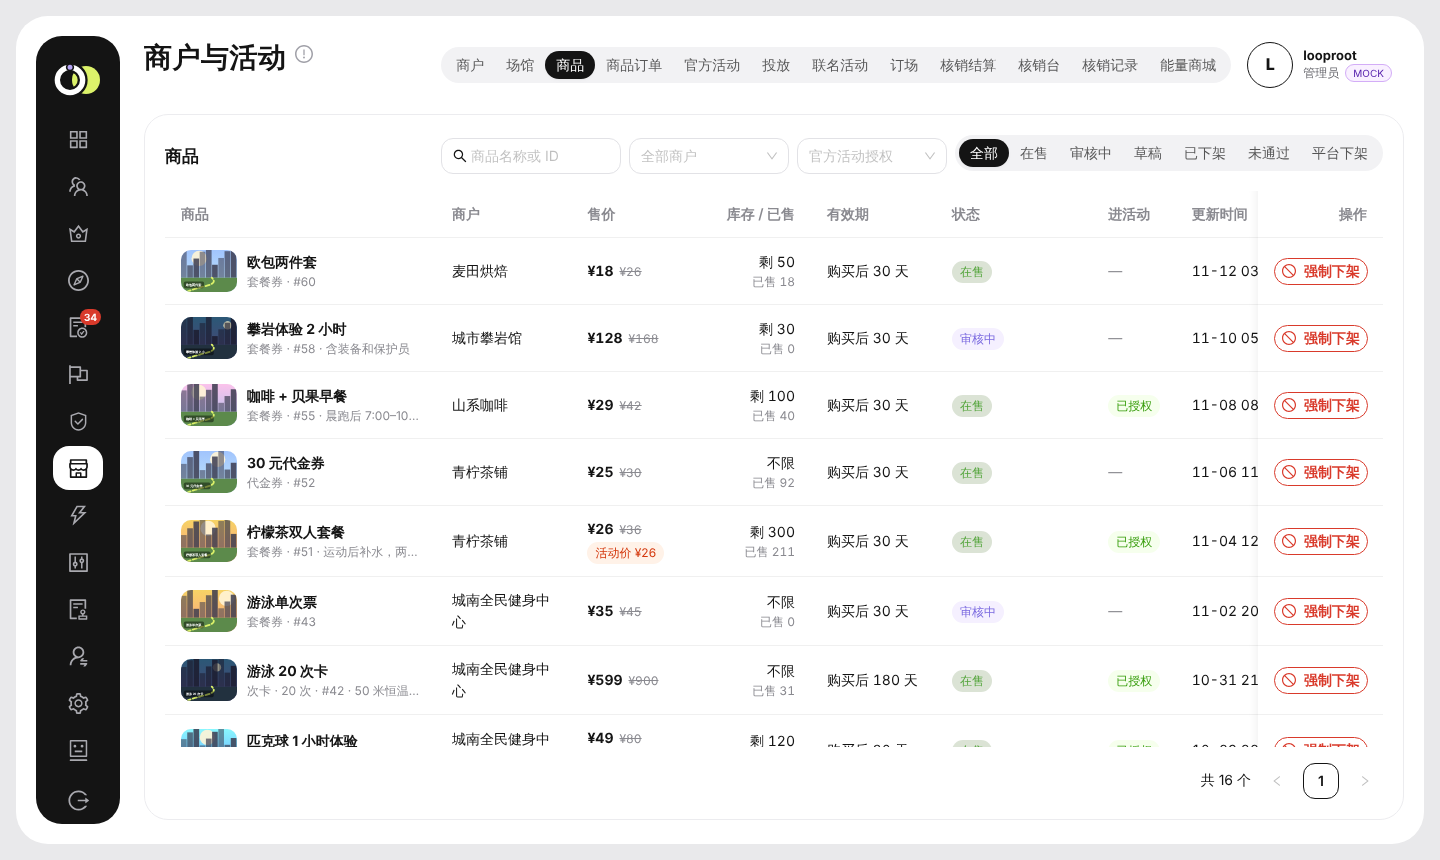 商户与活动
商户 场馆 商品 商品订单 官方活动 投放 联名活动 订场 核销结算 核销台 核销记录 能量商城
L
looproot
管理员 MOCK
34
商品
商品名称或 ID
全部商户
官方活动授权
全部 在售 审核中 草稿 已下架 未通过 平台下架
商品 商户 售价 库存 / 已售 有效期 状态 进活动 更新时间 操作
欧包两件套
套餐券 · #60
麦田烘焙 ¥18 ¥26 剩 50
已售 18
购买后 30 天 在售 — 11-12 03 强制下架
攀岩体验 2 小时
套餐券 · #58 · 含装备和保护员
城市攀岩馆 ¥128 ¥168 剩 30
已售 0
购买后 30 天 审核中 — 11-10 05 强制下架
咖啡 + 贝果早餐
套餐券 · #55 · 晨跑后 7:00–10...
山系咖啡 ¥29 ¥42 剩 100
已售 40
购买后 30 天 在售 已授权 11-08 08 强制下架
30 元代金券
代金券 · #52
青柠茶铺 ¥25 ¥30 不限
已售 92
购买后 30 天 在售 — 11-06 11 强制下架
柠檬茶双人套餐
套餐券 · #51 · 运动后补水，两...
青柠茶铺 ¥26 ¥36
活动价 ¥26
剩 300
已售 211
购买后 30 天 在售 已授权 11-04 12 强制下架
游泳单次票
套餐券 · #43
城南全民健身中
心
¥35 ¥45 不限
已售 0
购买后 30 天 审核中 — 11-02 20 强制下架
游泳 20 次卡
次卡 · 20 次 · #42 · 50 米恒温...
城南全民健身中
心
¥599 ¥900 不限
已售 31
购买后 180 天 在售 已授权 10-31 21 强制下架
匹克球 1 小时体验
城南全民健身中
¥49 ¥80 剩 120
共 16 个
1